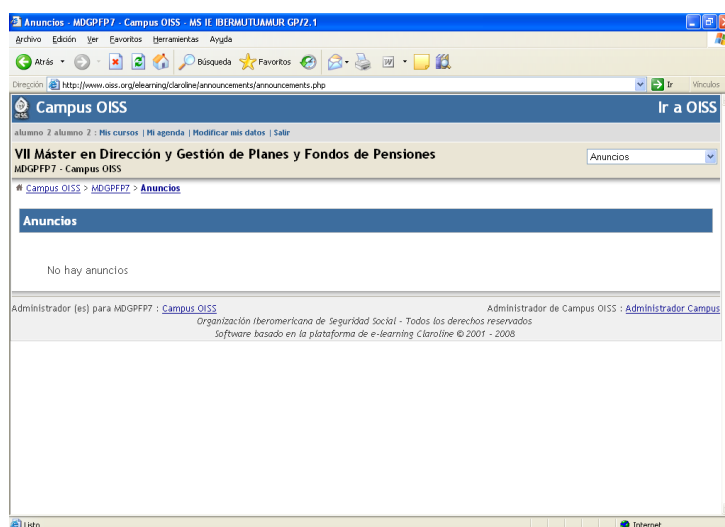 Anuncios - MDGPFP7 - Campus OISS - MS IE IBERMUTUAMUR GP/2.1
Archivo Edición Ver Favoritos Herramientas Ayuda
Atrás Búsqueda Favoritos
Dirección http://www.oiss.org/elearning/claroline/announcements/announcements.php Ir Vínculos
Campus OISS Ir a OISS
alumno 2 alumno 2 : Mis cursos | Mi agenda | Modificar mis datos | Salir
VII Máster en Dirección y Gestión de Planes y Fondos de Pensiones
MDGPFP7 - Campus OISS
Anuncios
Campus OISS > MDGPFP7 > Anuncios
Anuncios
No hay anuncios
Administrador (es) para MDGPFP7 : Campus OISS Administrador de Campus OISS : Administrador Campus
Organización Iberomericana de Seguridad Social - Todos los derechos reservados
Software basado en la plataforma de e-learning Claroline © 2001 - 2008
Listo Internet